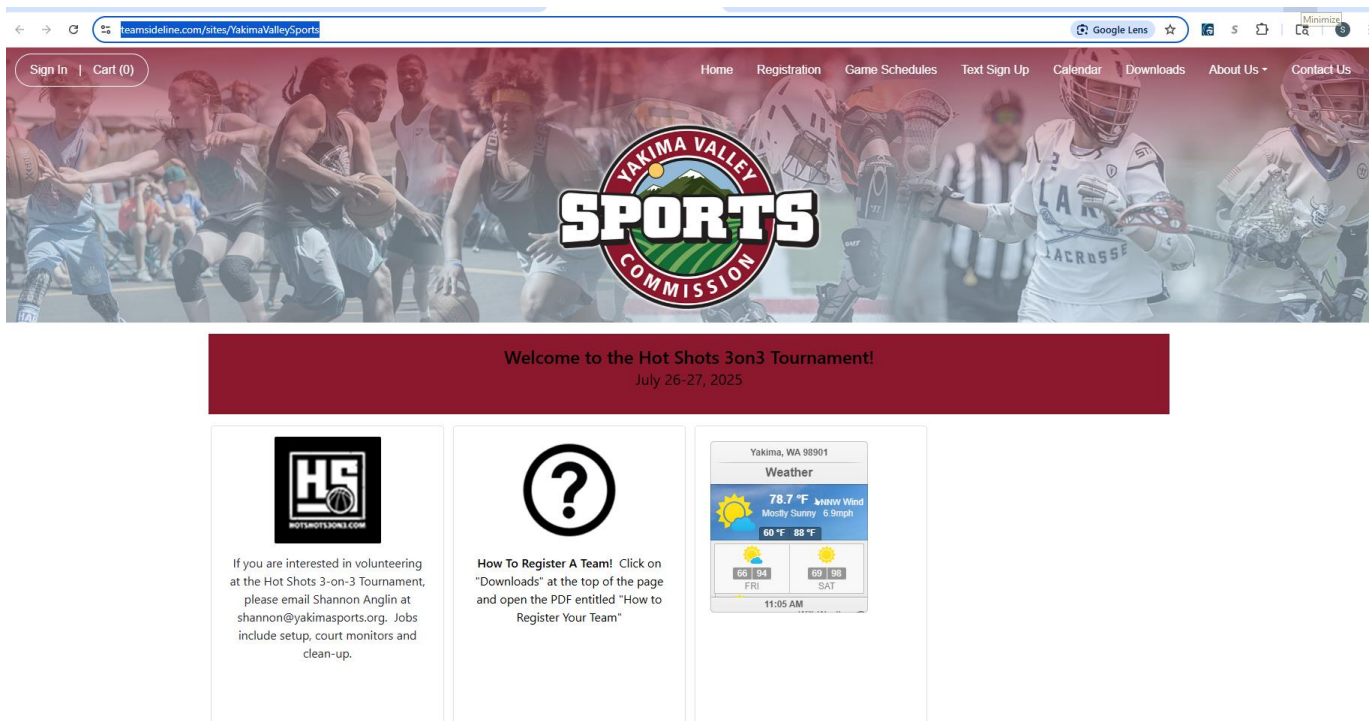 teamsideline.com/sites/YakimaValleySports
Google Lens
Minimize
Sign In | Cart (0)
Home Registration Game Schedules Text Sign Up Calendar Downloads About Us Contact Us
YAKIMA VALLEY
SPORTS
COMMISSION
LAX
LACROSSE
Welcome to the Hot Shots 3on3 Tournament!
July 26-27, 2025
HS
HOTSHOTS3ON3.COM
If you are interested in volunteering
at the Hot Shots 3-on-3 Tournament,
please email Shannon Anglin at
shannon@yakimasports.org. Jobs
include setup, court monitors and
clean-up.
?
How To Register A Team! Click on
"Downloads" at the top of the page
and open the PDF entitled "How to
Register Your Team"
Yakima, WA 98901
Weather
78.7 °F NNW Wind
Mostly Sunny 6.9mph
60 °F 88 °F
66 94 69 98
FRI SAT
11:05 AM